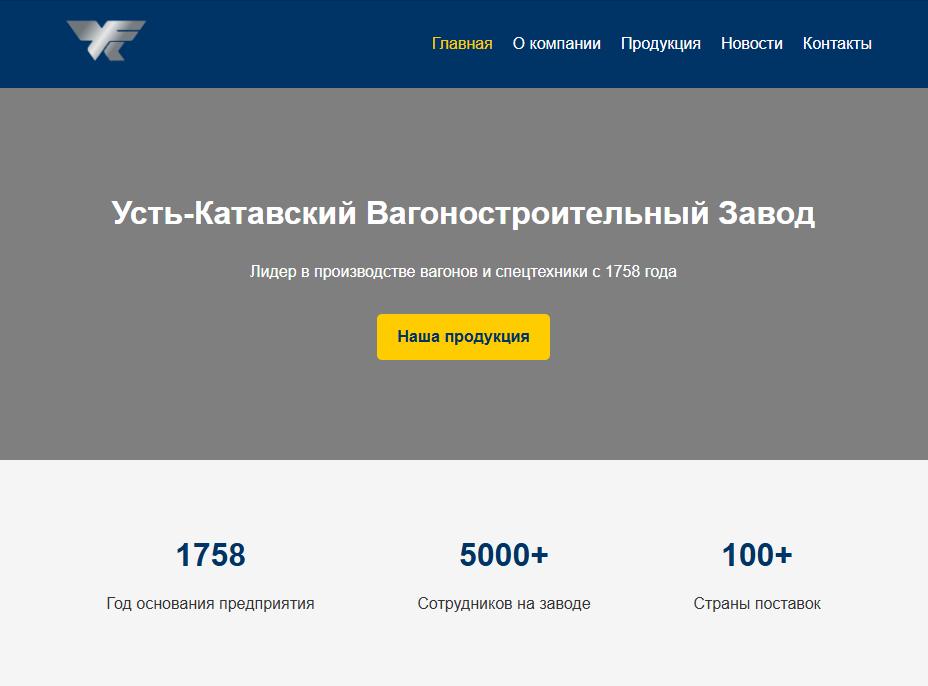 Главная О компании Продукция Новости Контакты
Усть-Катавский Вагоностроительный Завод
Лидер в производстве вагонов и спецтехники с 1758 года
Наша продукция
1758 5000+ 100+
Год основания предприятия Сотрудников на заводе Страны поставок